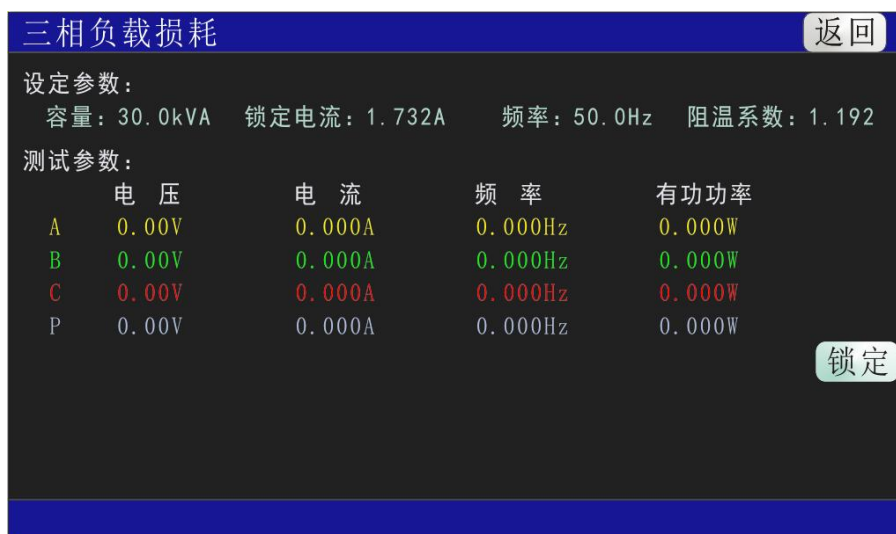 三相负载损耗 返回
设定参数:
容量: 30.0kVA 锁定电流: 1.732A 频率: 50.0Hz 阻温系数: 1.192
测试参数:
电 压 电 流 频 率 有功功率
A 0.00V 0.000A 0.000Hz 0.000W
B 0.00V 0.000A 0.000Hz 0.000W
C 0.00V 0.000A 0.000Hz 0.000W
P 0.00V 0.000A 0.000Hz 0.000W
锁定